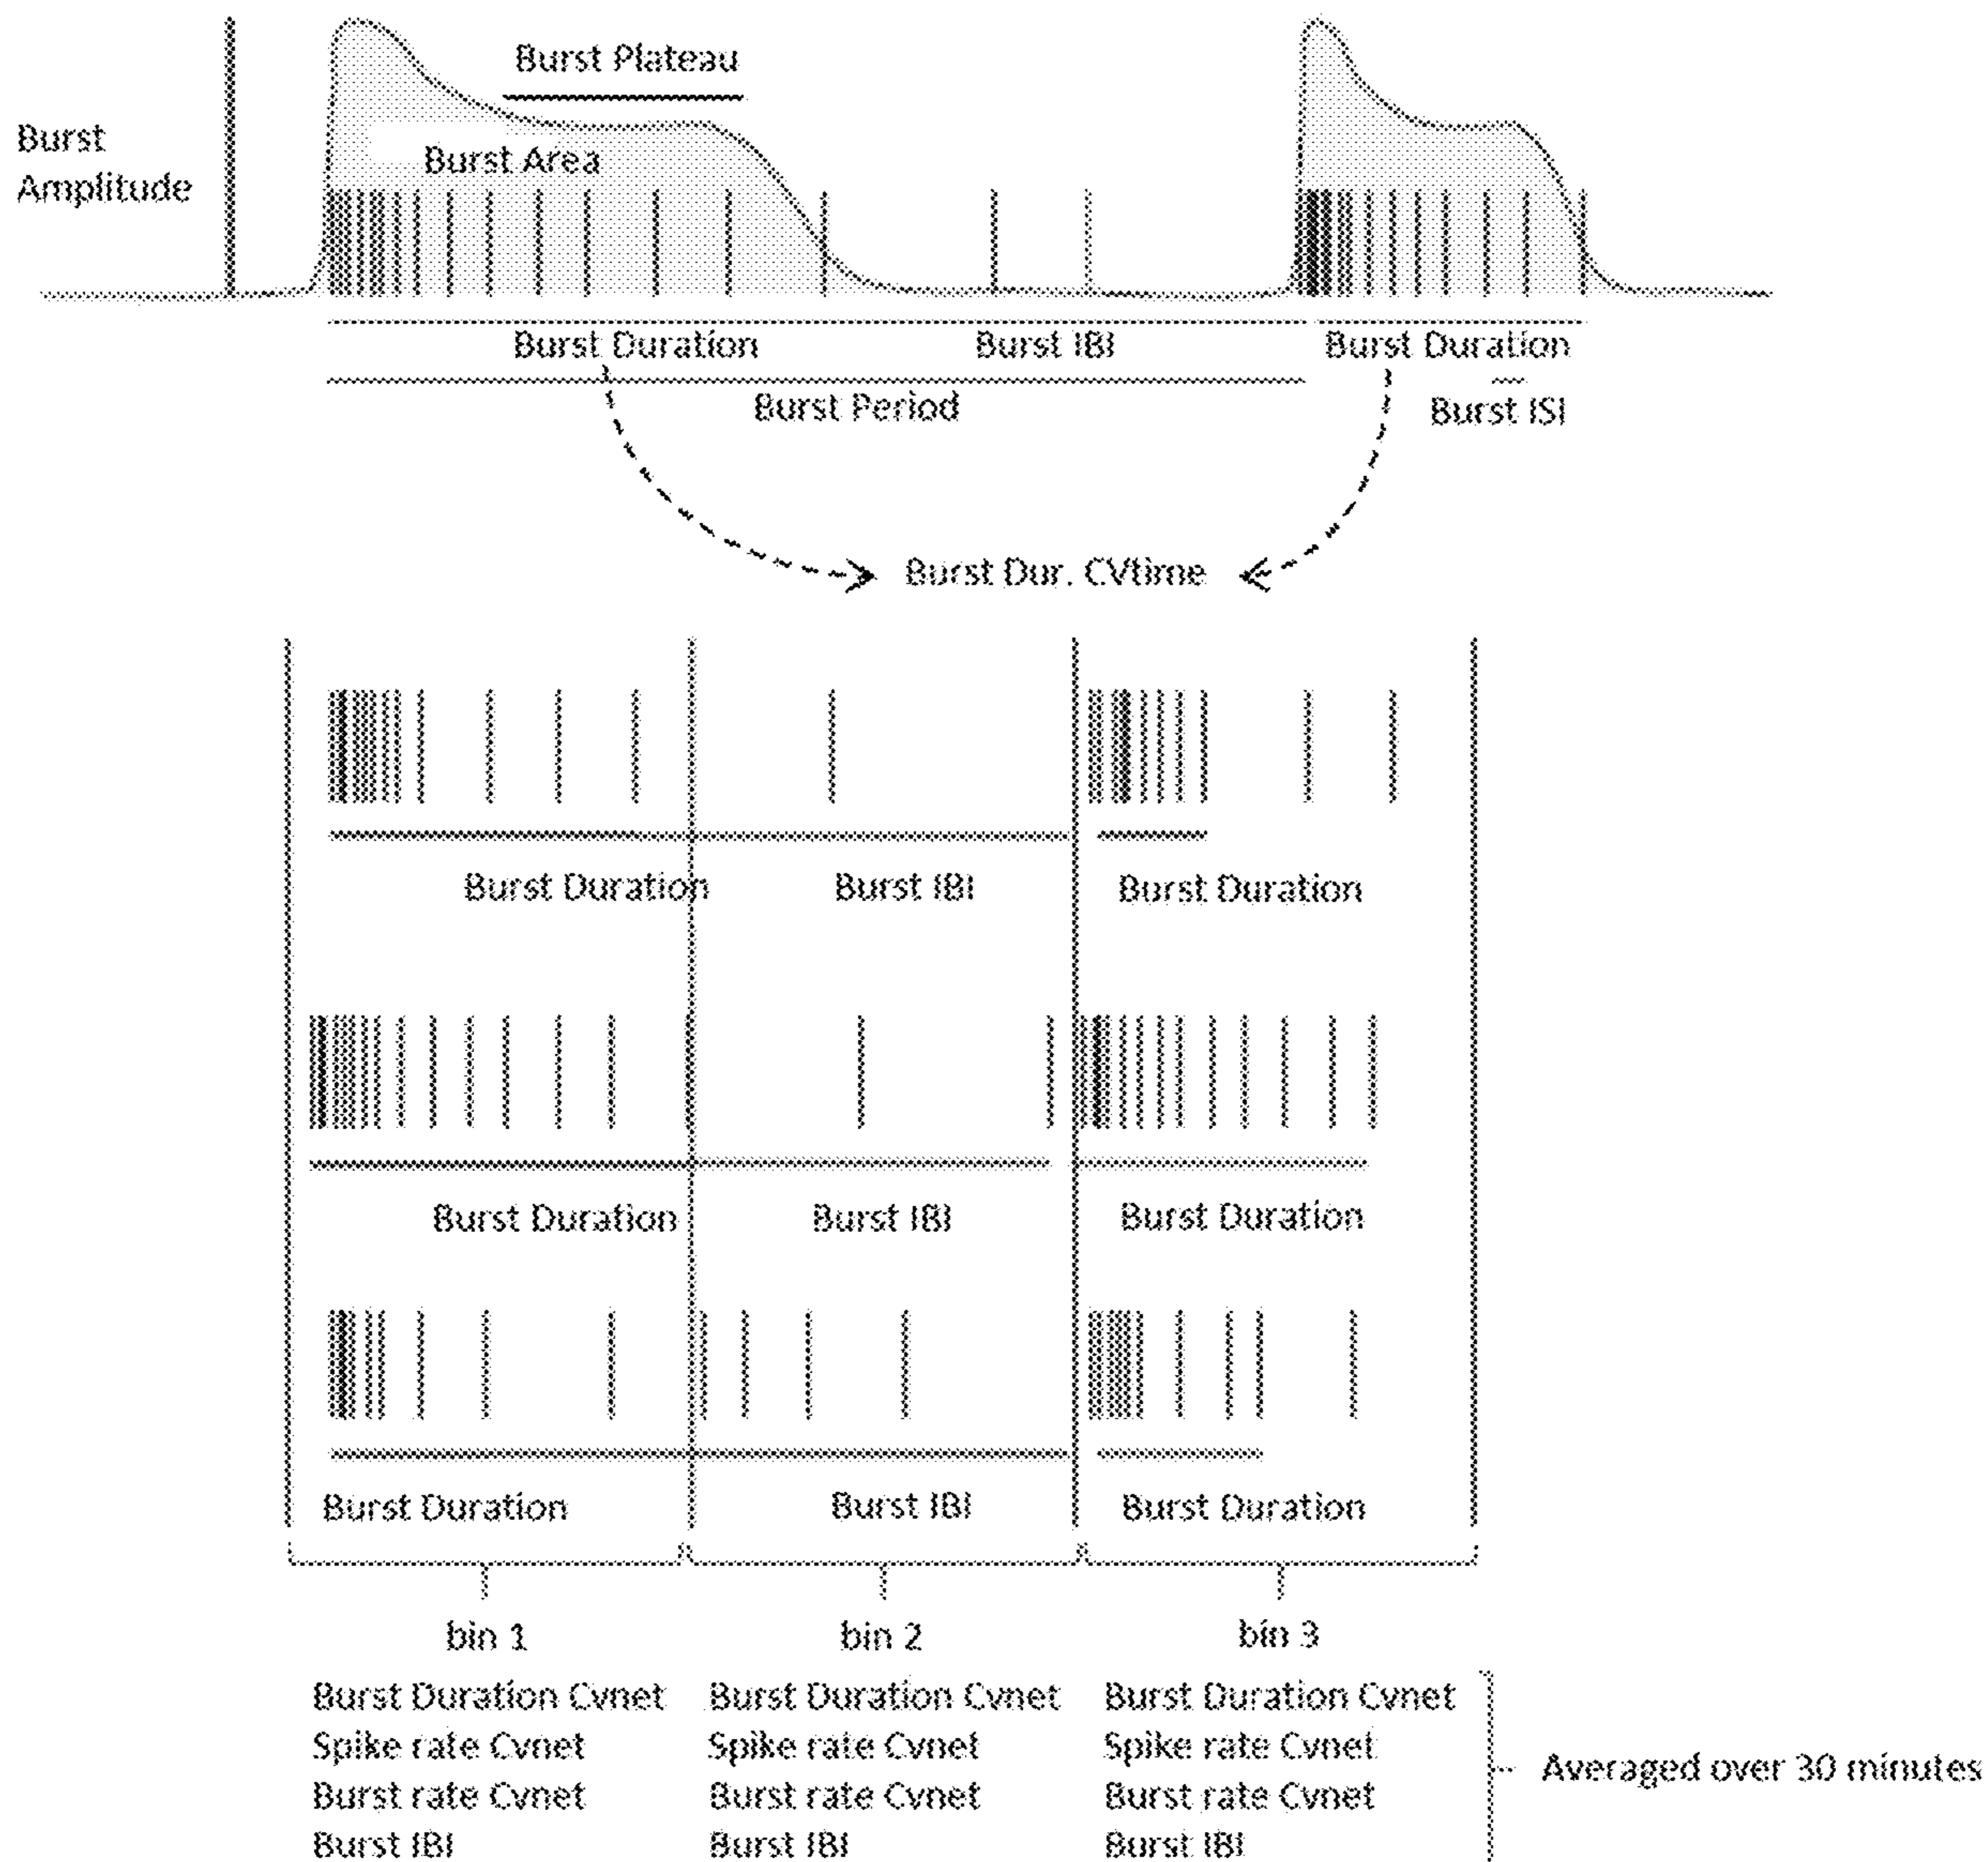 Burst Plateau
Burst
Amplitude
Burst Area
Burst Duration
Burst IBI
Burst Duration
Burst Period
Burst ISI
Burst Dur. CVtime
Burst Duration
Burst IBI
Burst Duration
Burst Duration
Burst IBI
Burst Duration
Burst Duration
Burst IBI
Burst Duration
bin 1
bin 2
bin 3
Burst Duration Cvnet
Spike rate Cvnet
Burst rate Cvnet
Burst IBI
Burst Duration Cvnet
Spike rate Cvnet
Burst rate Cvnet
Burst IBI
Burst Duration Cvnet
Spike rate Cvnet
Burst rate Cvnet
Burst IBI
Averaged over 30 minutes